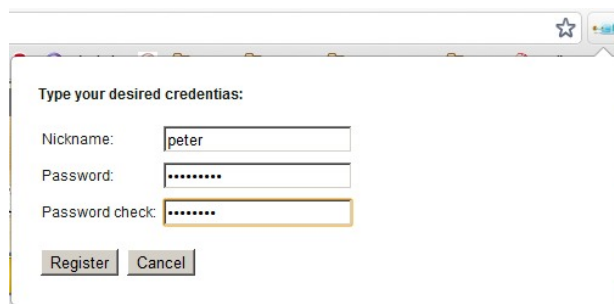 Type your desired credentias:
Nickname: peter
Password: •••••••••
Password check: ••••••••
Register Cancel